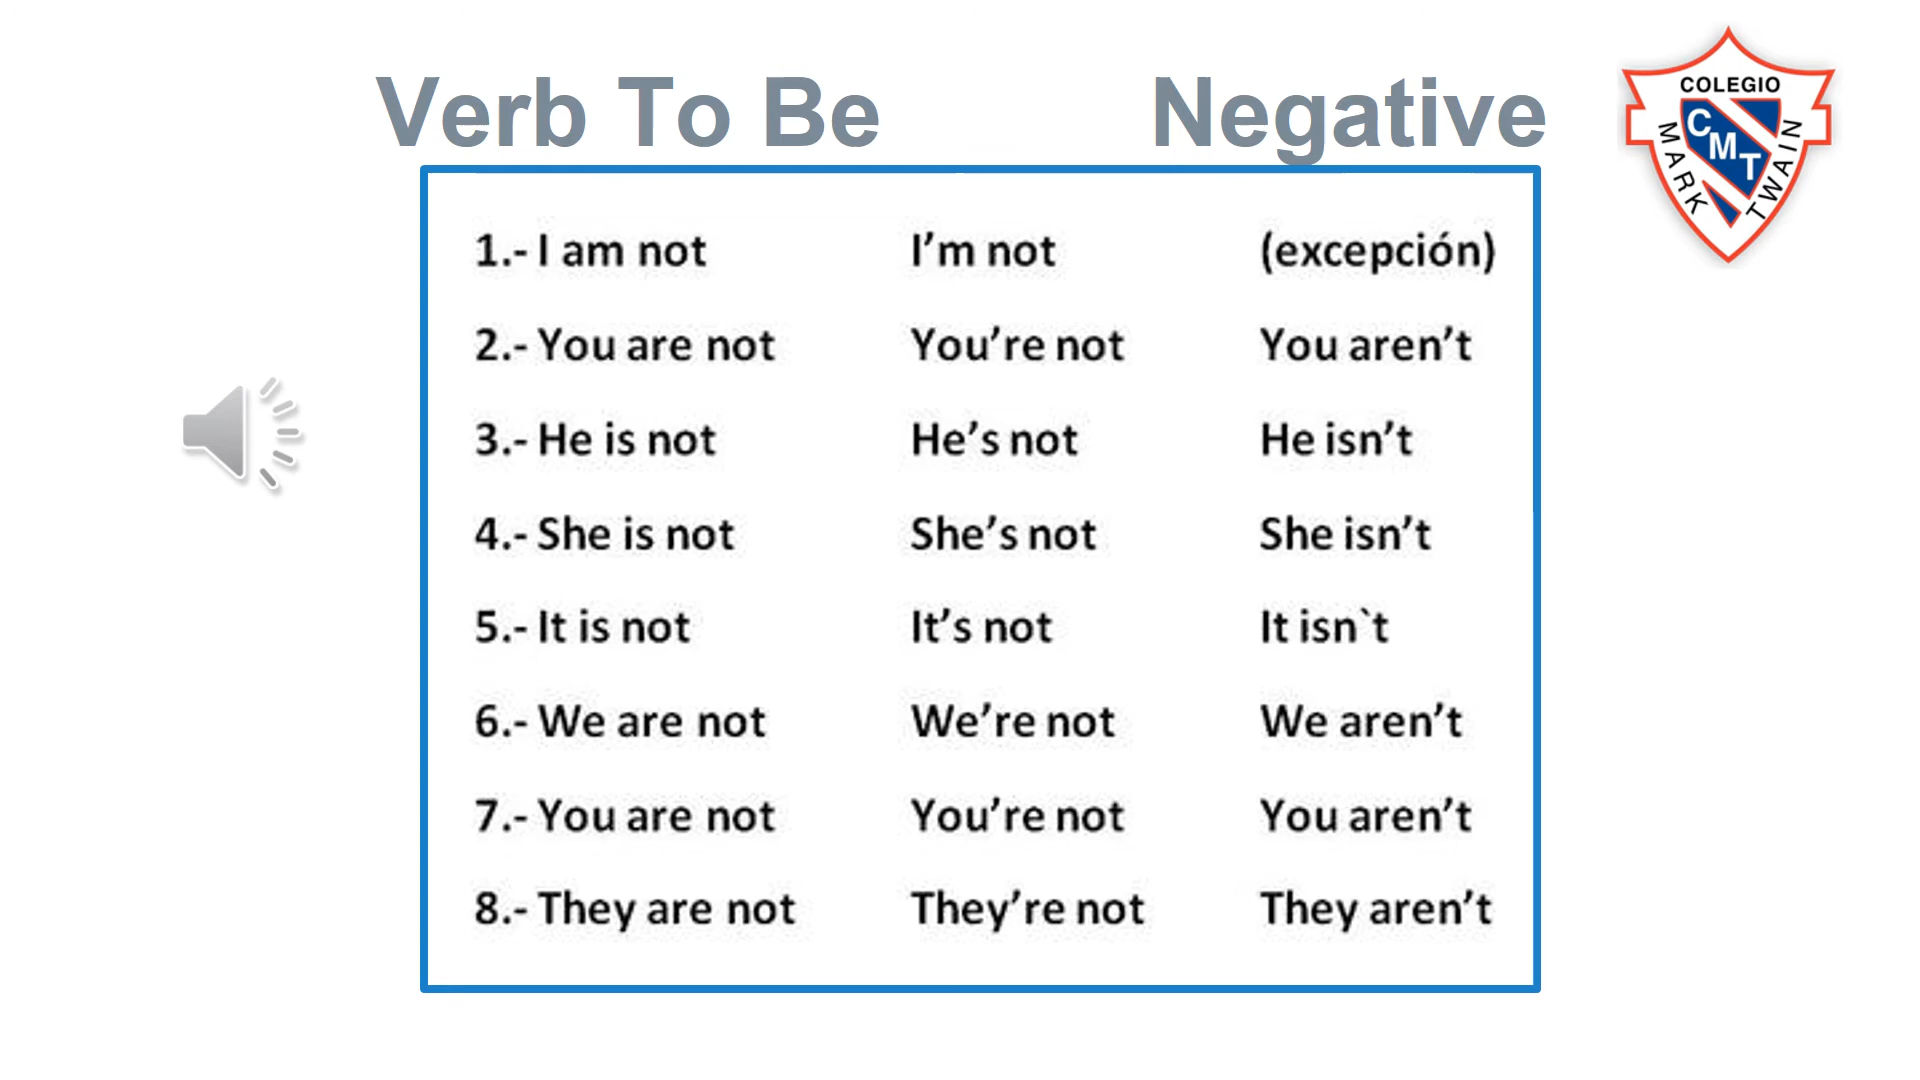 Verb To Be Negative
COLEGIO
MARK TWAIN
CMT
1.- I am not I’m not (excepción)
2.- You are not You’re not You aren’t
3.- He is not He’s not He isn’t
4.- She is not She’s not She isn’t
5.- It is not It’s not It isn`t
6.- We are not We’re not We aren’t
7.- You are not You’re not You aren’t
8.- They are not They’re not They aren’t